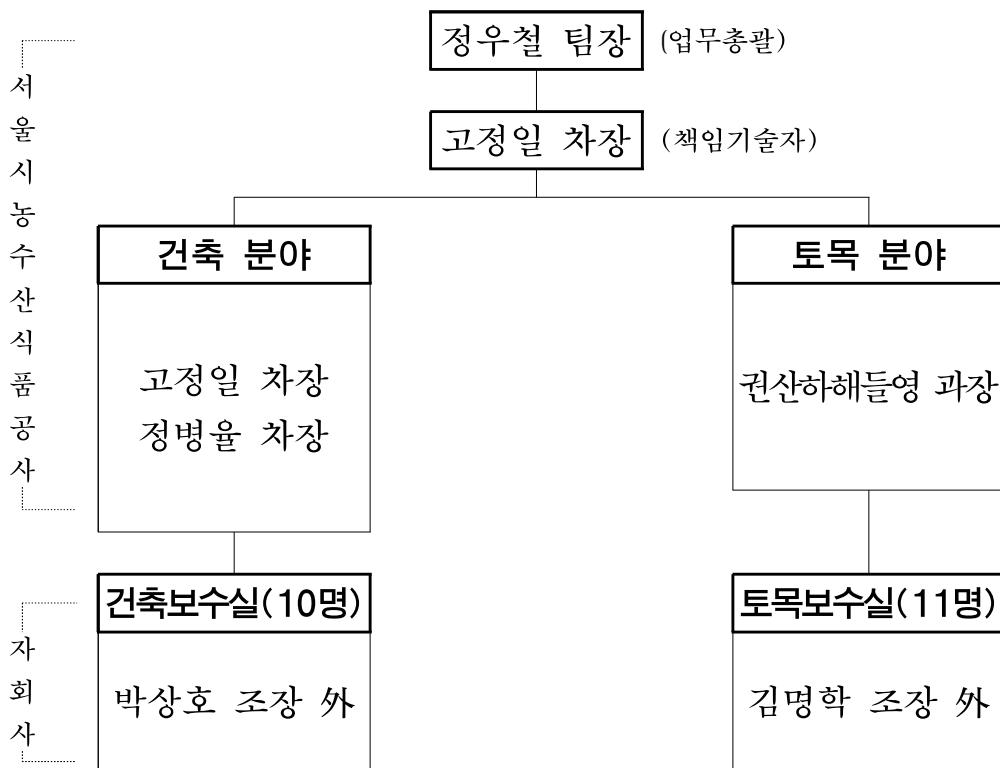 정우철 팀장 (업무총괄)
고정일 차장 (책임기술자)
서울시농수산식품공사
건축 분야
토목 분야
고정일 차장
정병율 차장
권산하해들영 과장
건축보수실(10명)
토목보수실(11명)
자회사
박상호 조장 外
김명학 조장 外